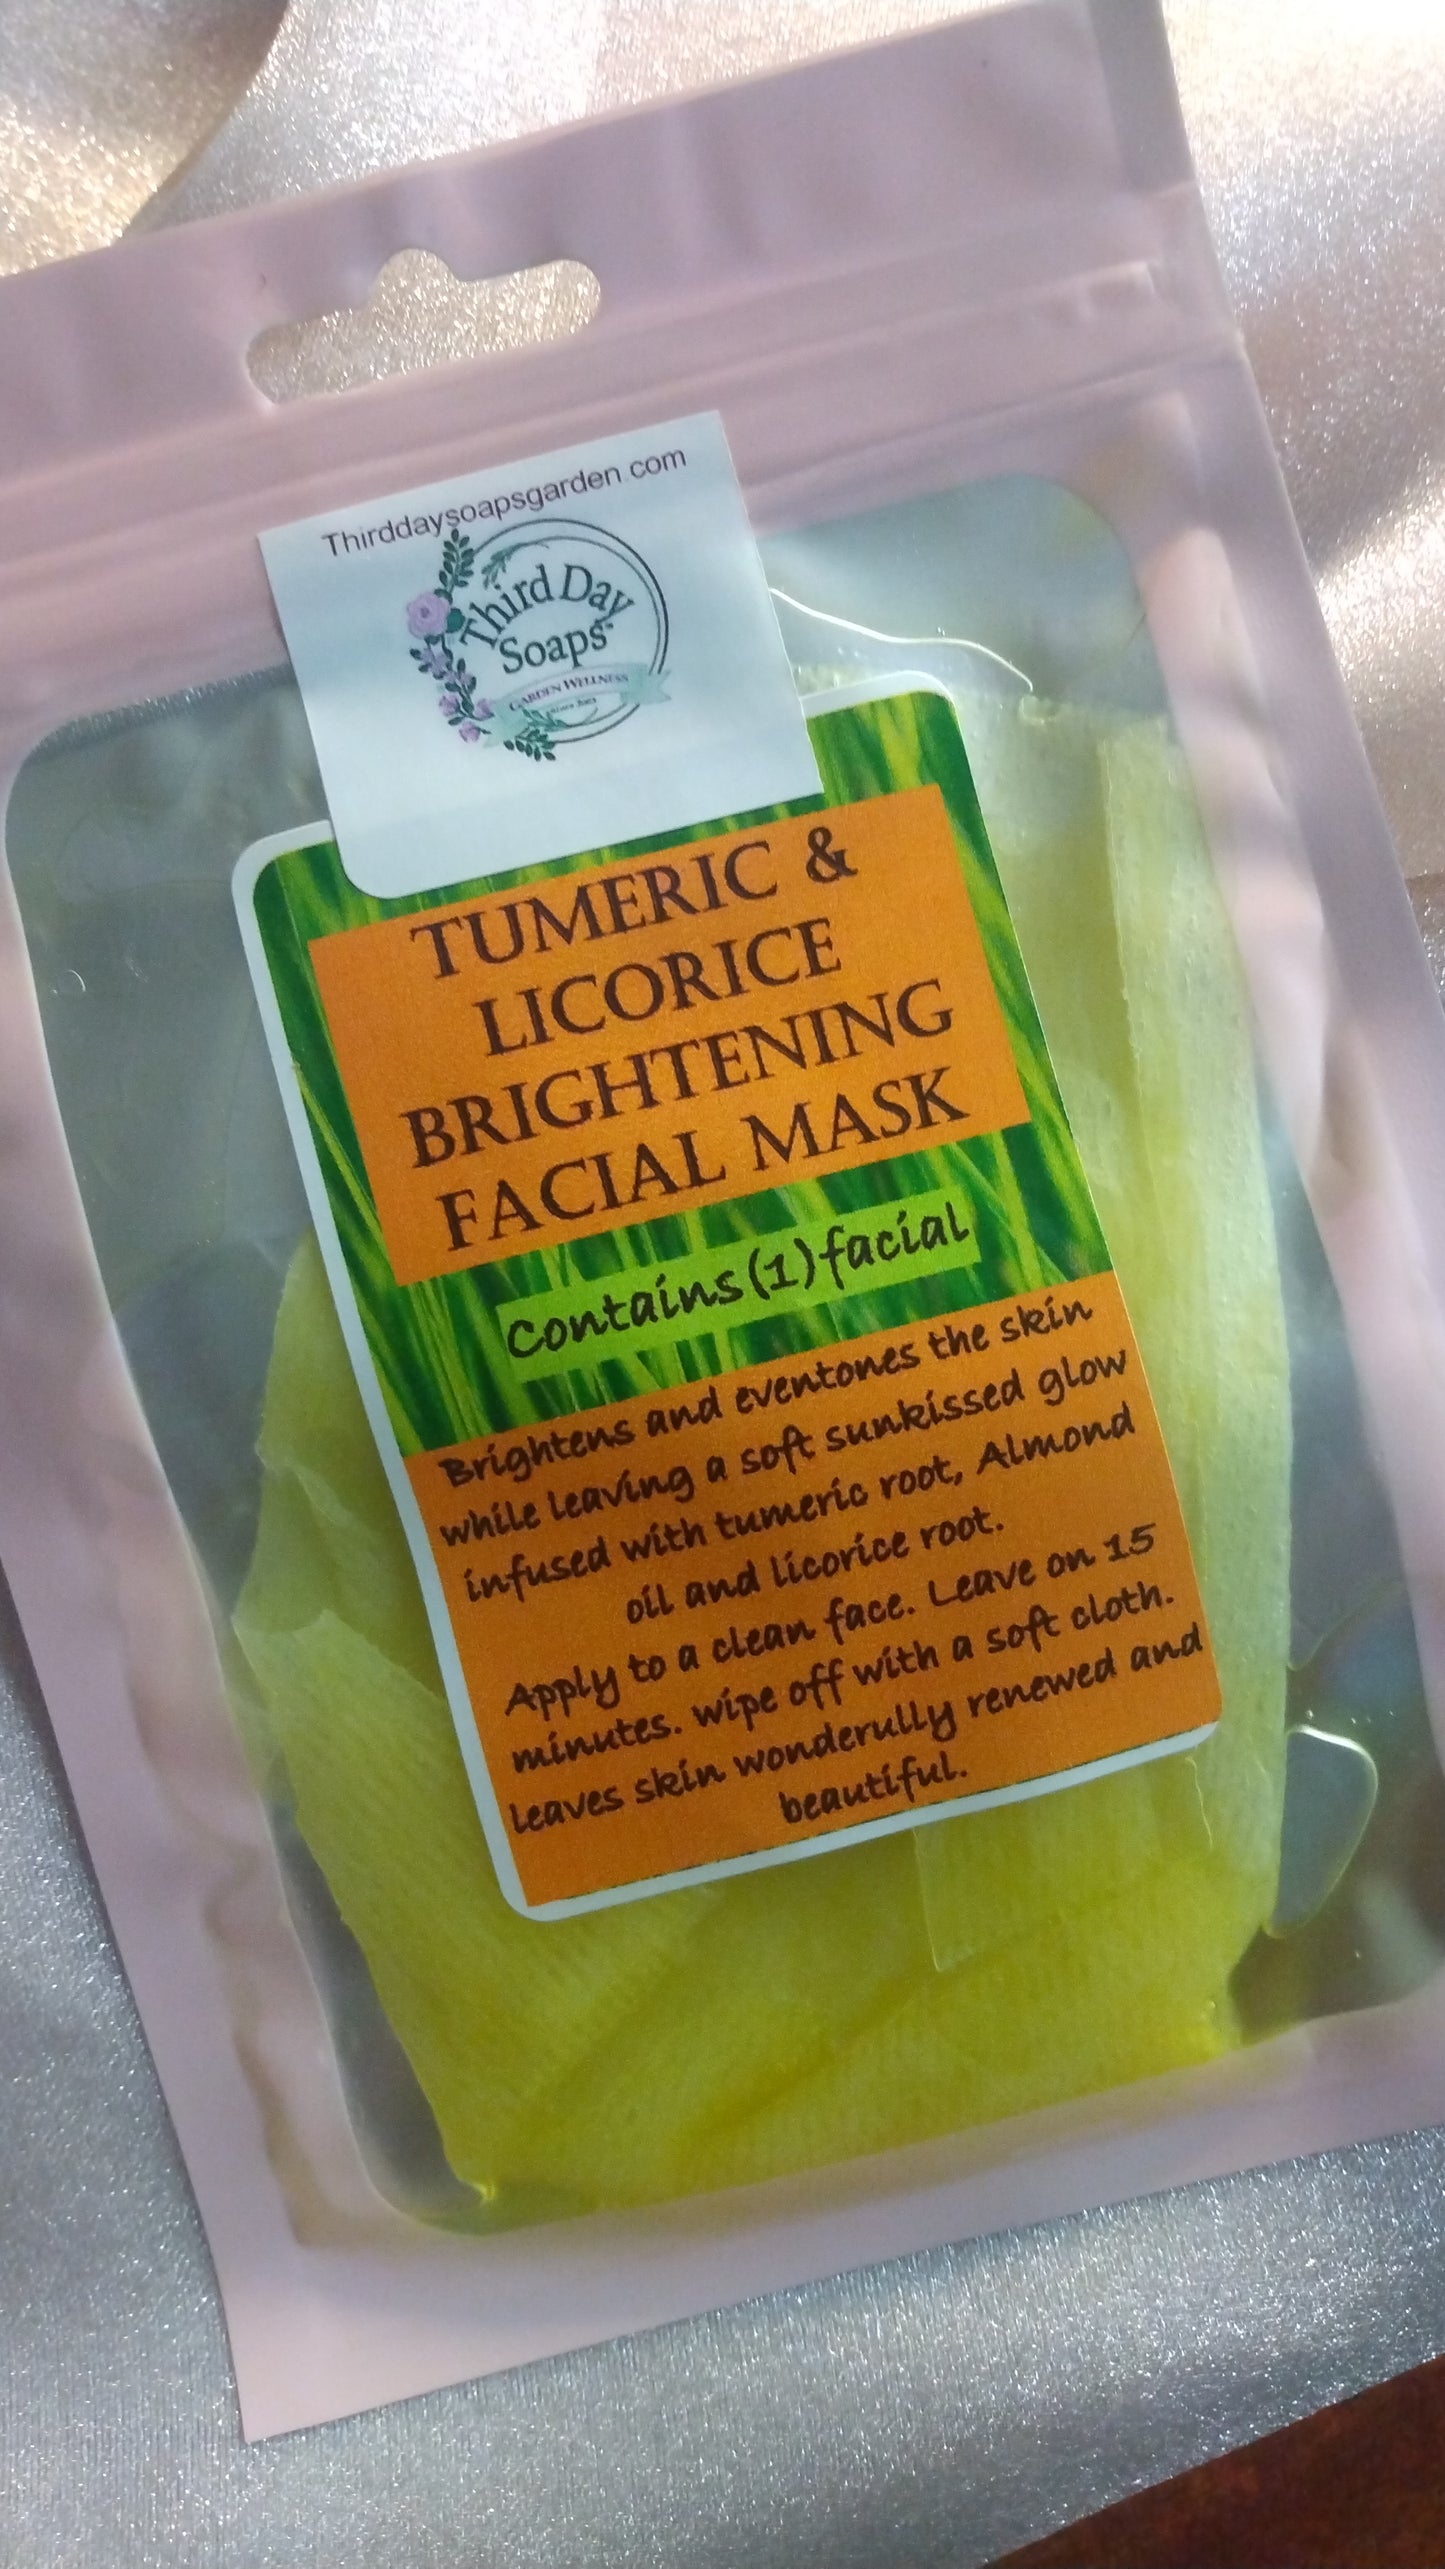 Thirddaysoapsgarden.com
Third Day
Soaps
GARDEN WELLNESS
TUMERIC &
LICORICE
BRIGHTENING
FACIAL MASK
Contains (1) facial
Brightens and eventones the skin
while leaving a soft sunkissed glow
infused with tumeric root, Almond
oil and licorice root.
Apply to a clean face. Leave on 15
minutes. wipe off with a soft cloth.
Leaves skin wonderully renewed and
beautiful.